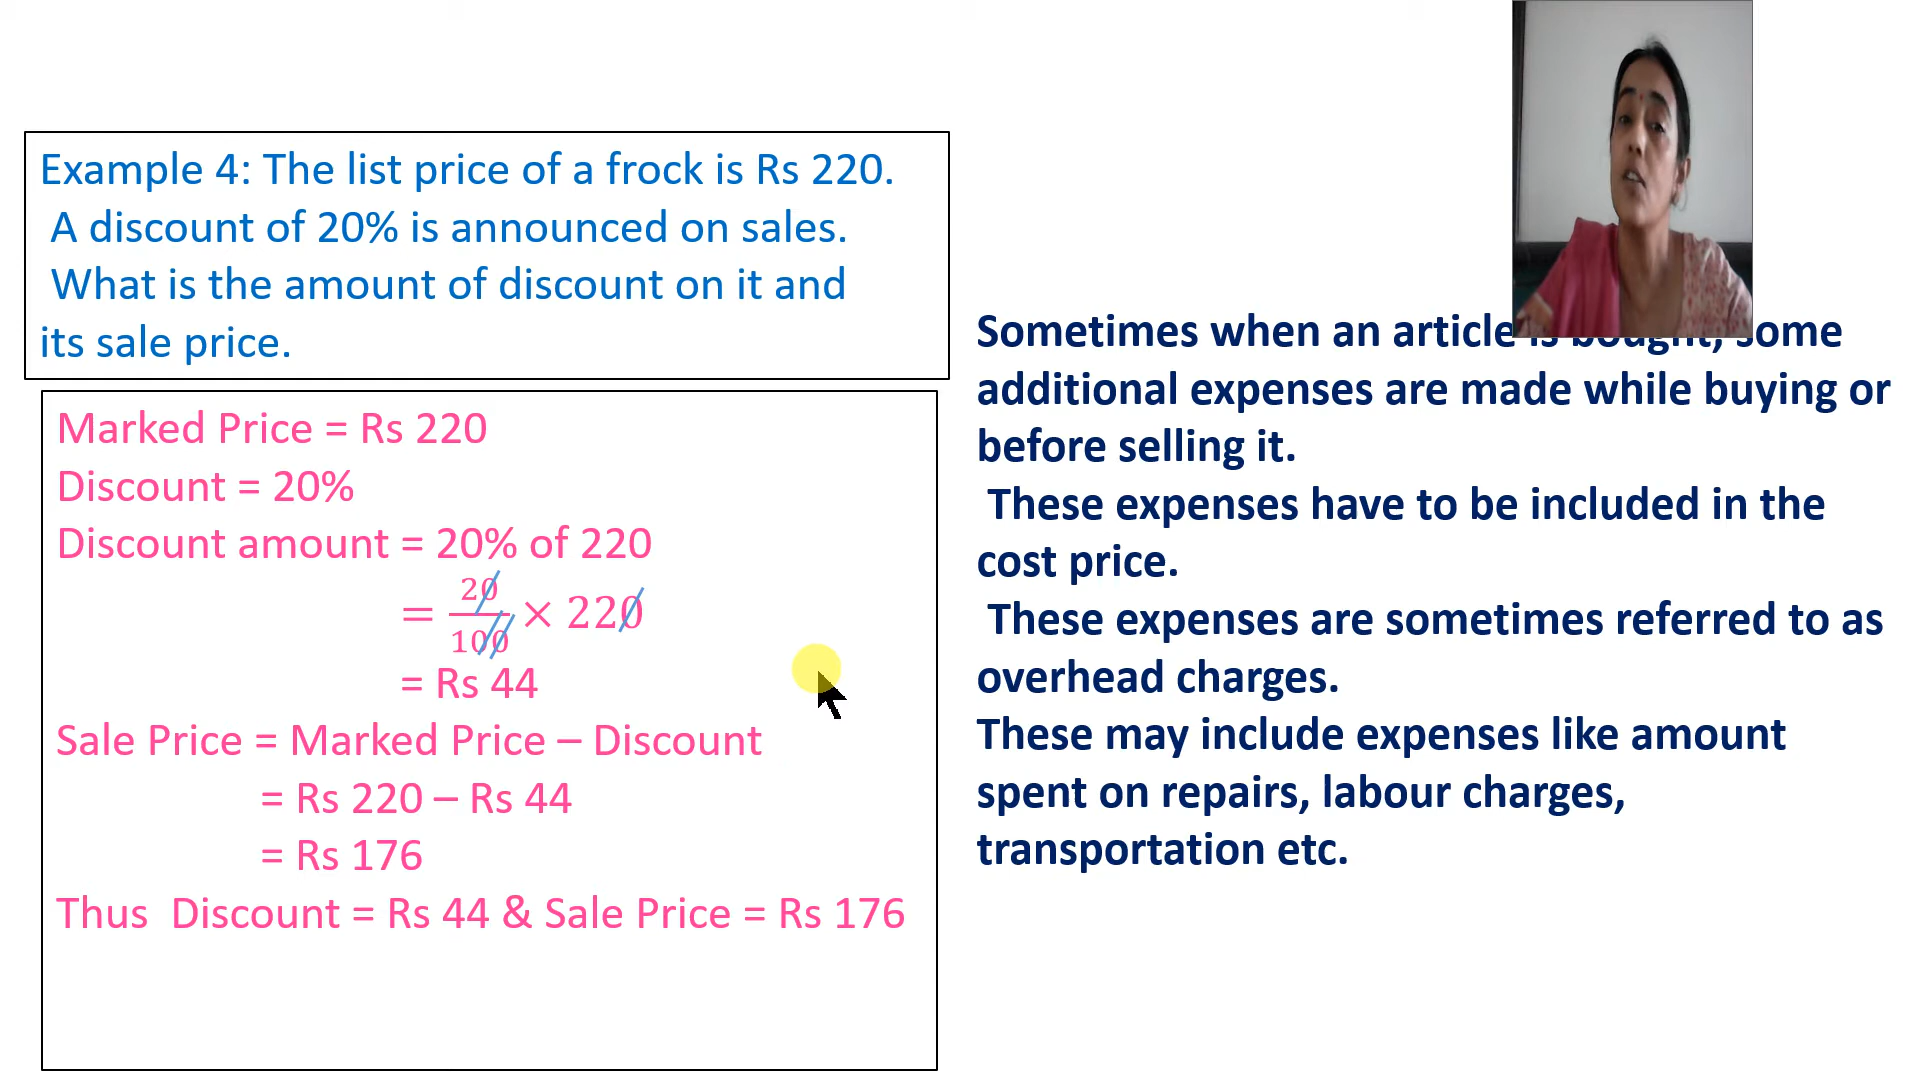 Example 4: The list price of a frock is Rs 220.
A discount of 20% is announced on sales.
What is the amount of discount on it and
its sale price.
Marked Price = Rs 220
Discount = 20%
Discount amount = 20% of 220
= 20/100 × 220
= Rs 44
Sale Price = Marked Price – Discount
= Rs 220 – Rs 44
= Rs 176
Thus Discount = Rs 44 & Sale Price = Rs 176
Sometimes when an article is bought, some
additional expenses are made while buying or
before selling it.
These expenses have to be included in the
cost price.
These expenses are sometimes referred to as
overhead charges.
These may include expenses like amount
spent on repairs, labour charges,
transportation etc.